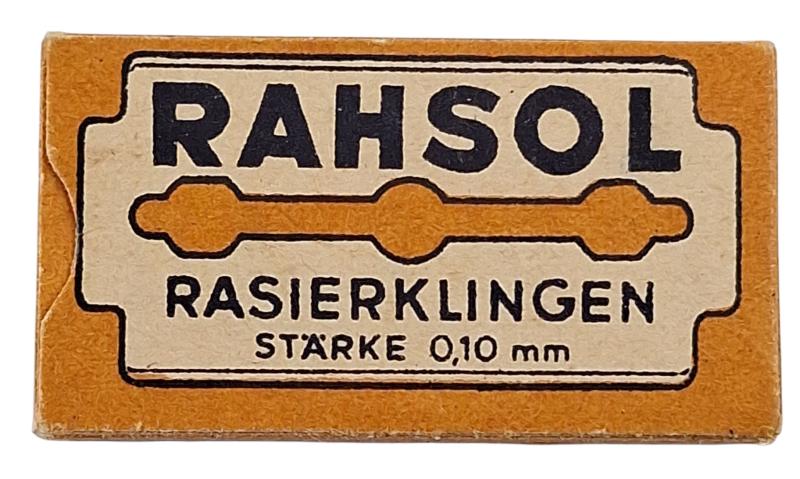 RAHSOL
RASIERKLINGEN
STÄRKE 0,10 mm